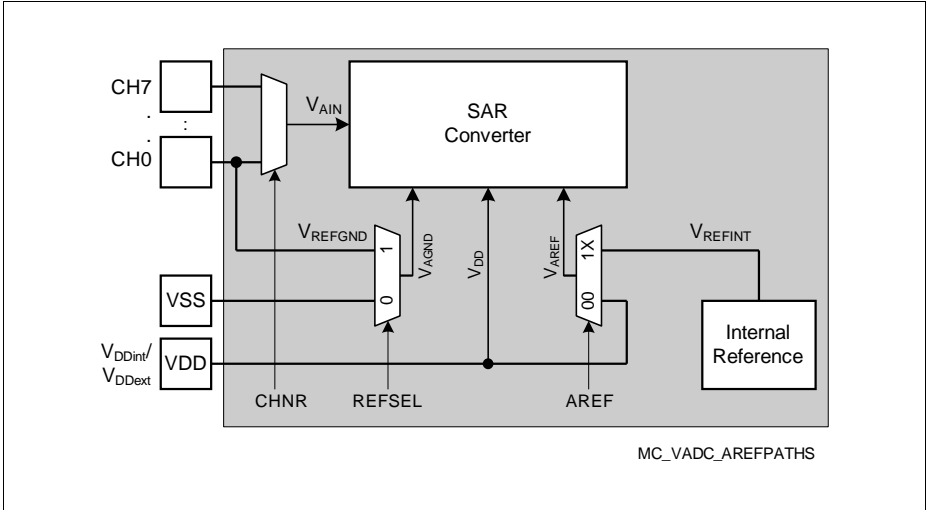 CH7
.
:
.
CH0
V_AIN
SAR
Converter
V_REFGND
1
0
V_AGND
V_DD
V_AREF
1X
00
V_REFINT
VSS
V_DDint/
V_DDext
VDD
Internal
Reference
CHNR
REFSEL
AREF
MC_VADC_AREFPATHS